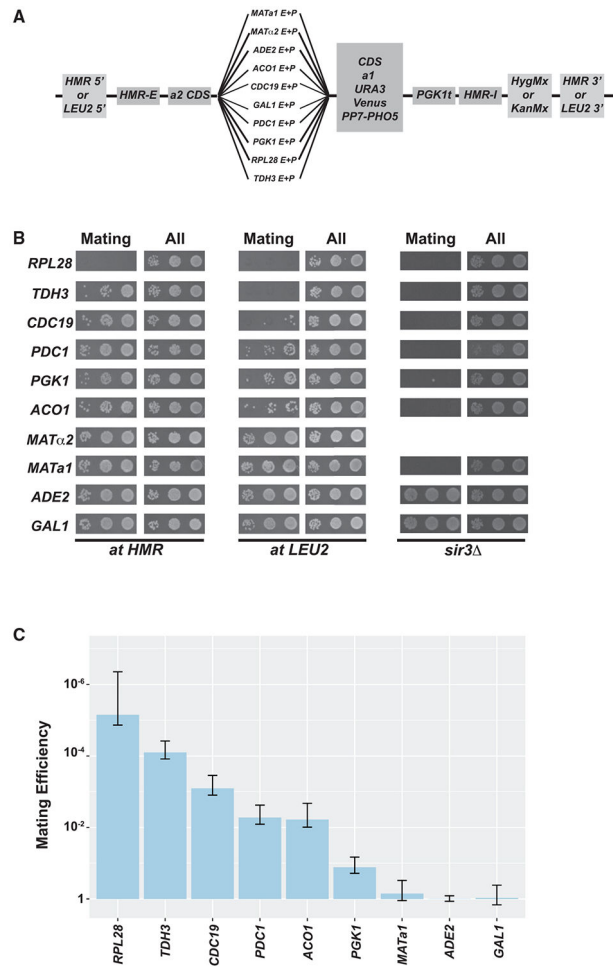 A
MATa1 E+P
MATα2 E+P
ADE2 E+P
ACO1 E+P
CDC19 E+P
GAL1 E+P
PDC1 E+P
PGK1 E+P
RPL28 E+P
TDH3 E+P
HMR 5'
or
LEU2 5'
HMR-E
a2 CDS
CDS
a1
URA3
Venus
PP7-PHO5
PGK1t
HMR-I
HygMx
or
KanMx
HMR 3'
or
LEU2 3'
B
Mating All Mating All Mating All
RPL28
TDH3
CDC19
PDC1
PGK1
ACO1
MATα2
MATa1
ADE2
GAL1
at HMR at LEU2 sir3Δ
C
Mating Efficiency
10-6
10-4
10-2
1
RPL28 TDH3 CDC19 PDC1 ACO1 PGK1 MATa1 ADE2 GAL1